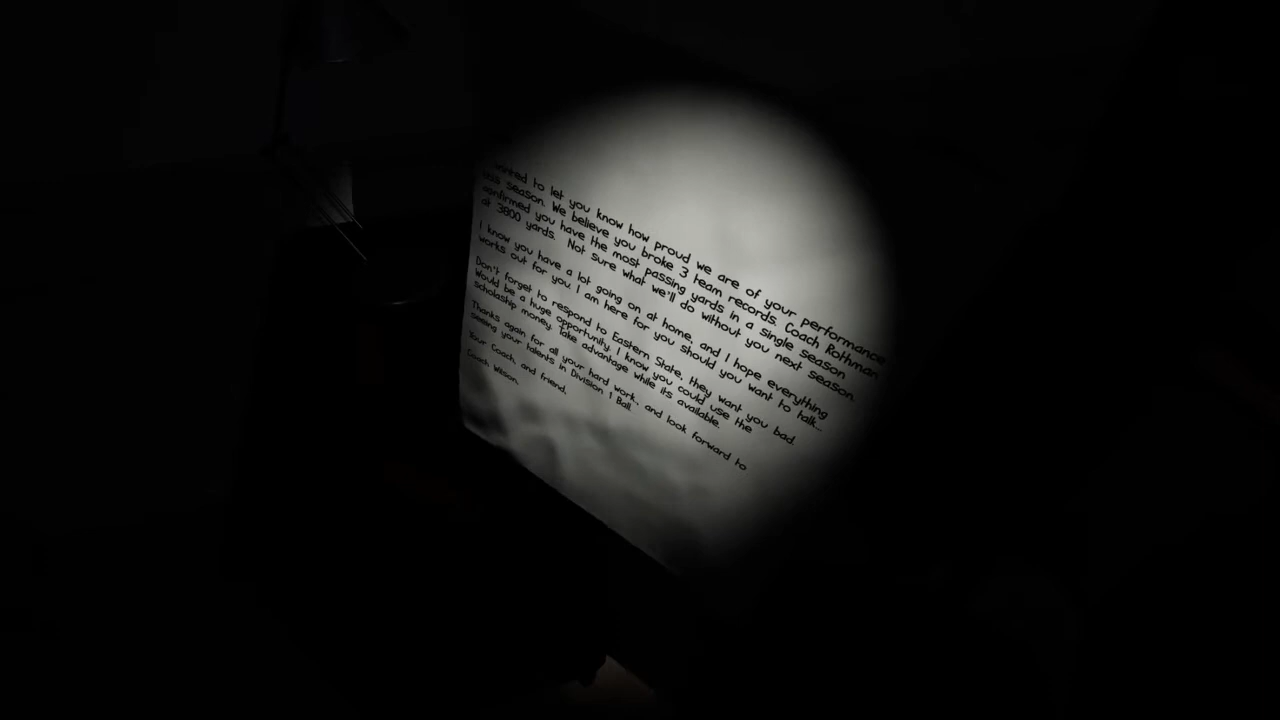 wanted to let you know how proud we are of your performance
this season. We believe you broke 3 team records. Coach Rothman
confirmed you have the most passing yards in a single season
at 3800 yards. Not sure what we'll do without you next season.
I know you have a lot going on at home, and I hope everything
works out for you. I am here for you should you want to talk...
Don't forget to respond to Eastern State, they want you bad.
Would be a huge opportunity. I know you could use the
scholaship money. Take advantage while its available.
Thanks again for all your hard work, and look forward to
seeing your talents in Division 1 Ball.
Your Coach, and friend,
Coach Wilson.